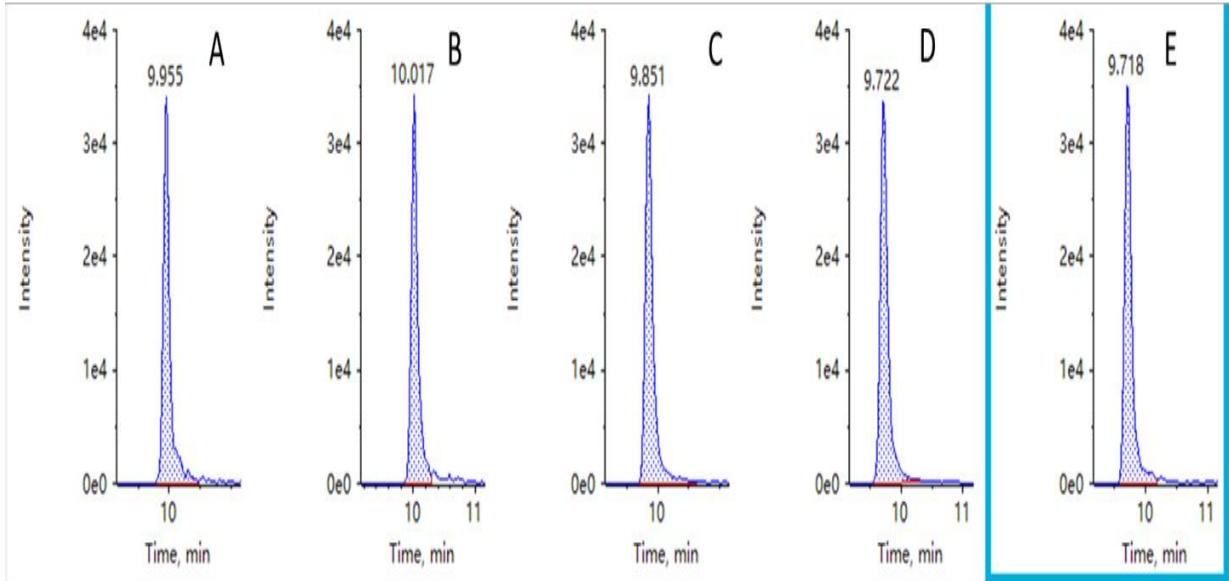 4e4
A
9.955
3e4
2e4
1e4
0e0
10
Intensity
Time, min
4e4
B
10.017
3e4
2e4
1e4
0e0
10 11
Intensity
Time, min
4e4
C
9.851
3e4
2e4
1e4
0e0
10
Intensity
Time, min
4e4
D
9.722
3e4
2e4
1e4
0e0
10 11
Intensity
Time, min
4e4
E
9.718
3e4
2e4
1e4
0e0
10 11
Intensity
Time, min